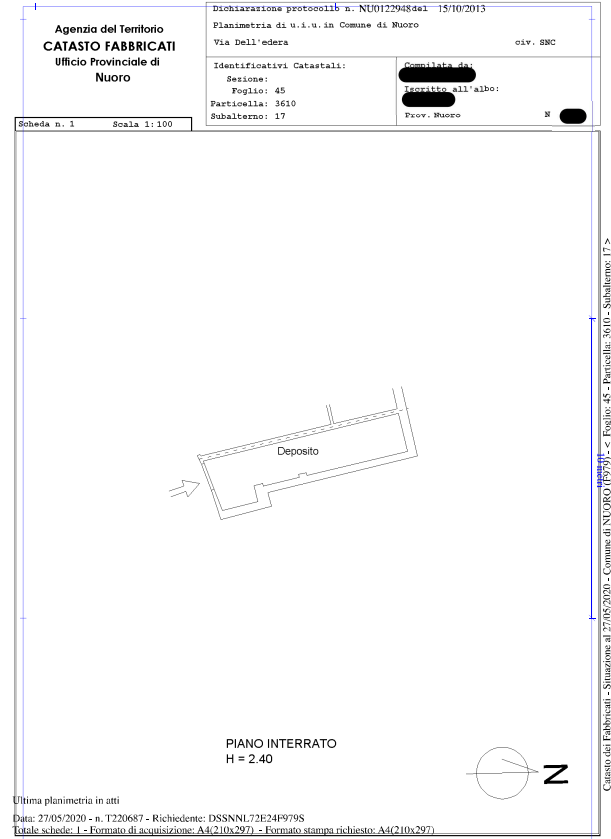 Agenzia del Territorio
CATASTO FABBRICATI
Ufficio Provinciale di
Nuoro
Dichiarazione protocollo n. NU0122948del 15/10/2013
Planimetria di u.i.u.in Comune di Nuoro
Via Dell'edera civ. SNC
Identificativi Catastali:
Sezione:
Foglio: 45
Particella: 3610
Subalterno: 17
Compilata da:
Iscritto all'albo:
Prov. Nuoro N
Scheda n. 1 Scala 1:100
Deposito
PIANO INTERRATO
H = 2.40
N
10 metri
Catasto dei Fabbricati - Situazione al 27/05/2020 - Comune di NUORO (F979) - < Foglio: 45 - Particella: 3610 - Subalterno: 17 >
Ultima planimetria in atti
Data: 27/05/2020 - n. T220687 - Richiedente: DSSNNL72E24F979S
Totale schede: 1 - Formato di acquisizione: A4(210x297) - Formato stampa richiesto: A4(210x297)